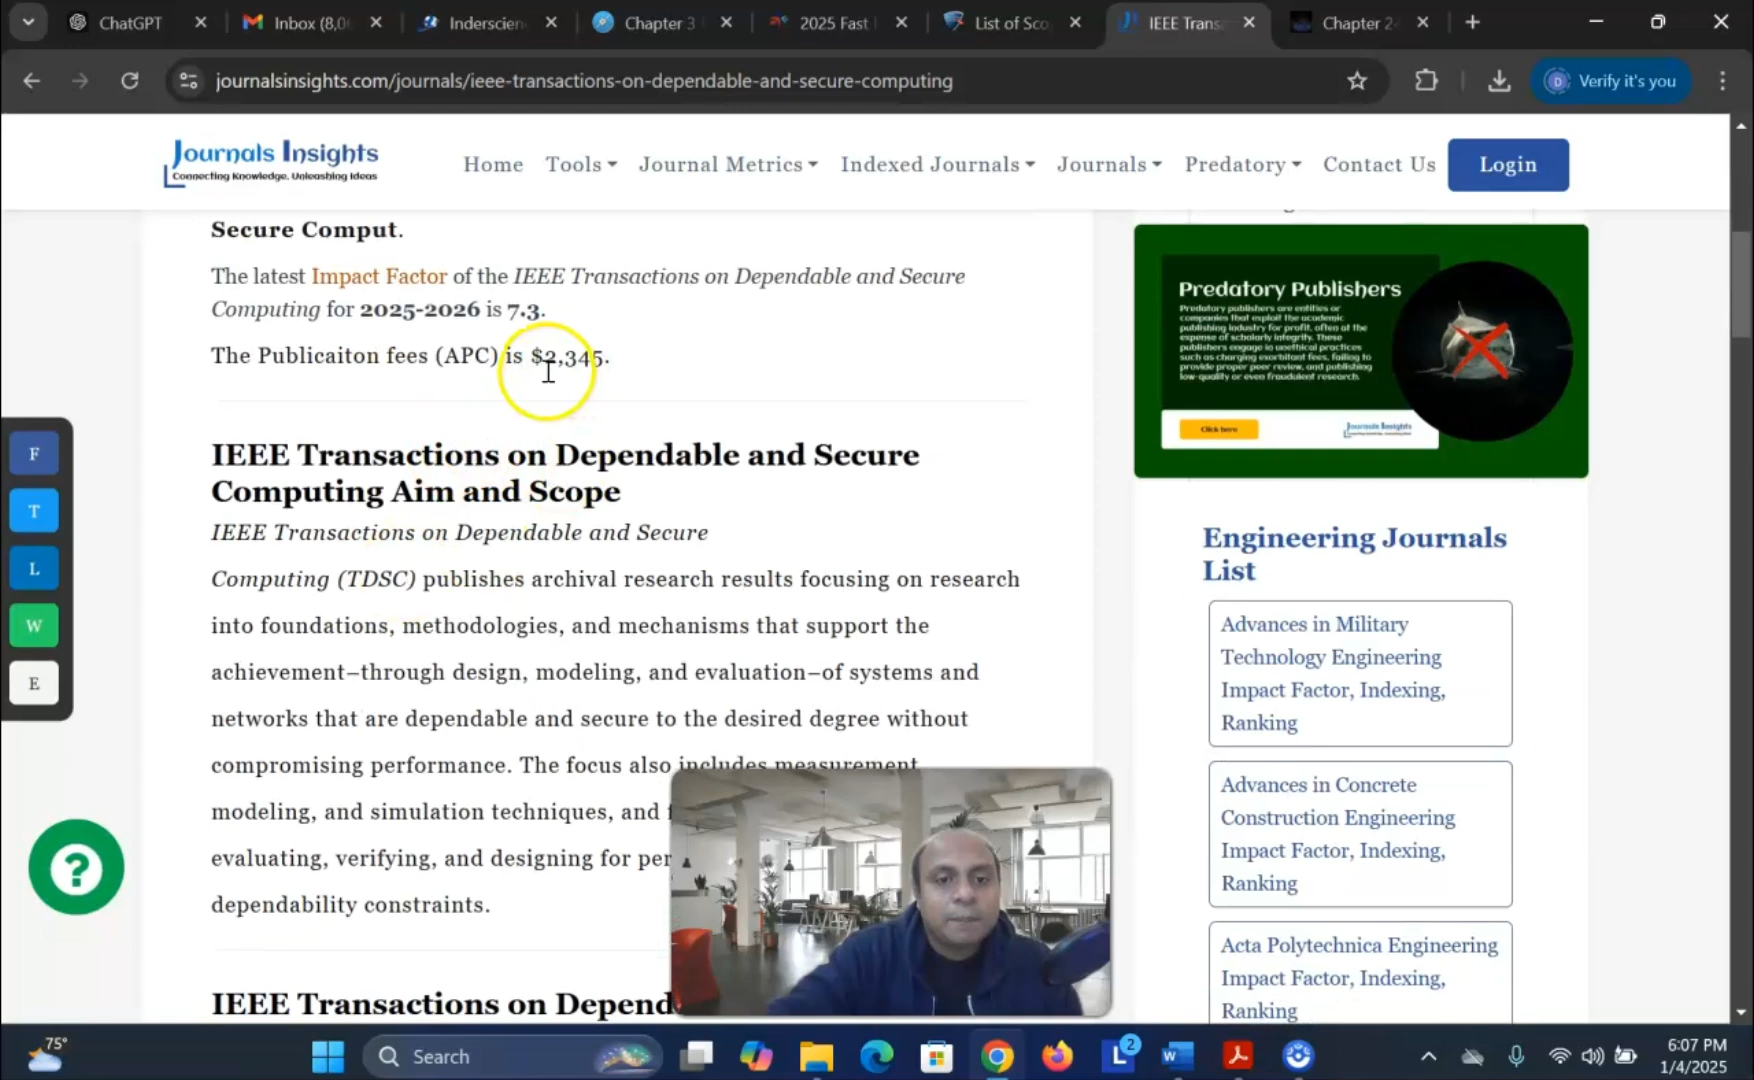 ChatGPT
Inbox (8,0
Inderscien
Chapter 3
2025 Fast
List of Sco
IEEE Trans
Chapter 2
journalsinsights.com/journals/ieee-transactions-on-dependable-and-secure-computing
D
Verify it's you
Journals Insights
Connecting Knowledge. Unleashing Ideas
Home
Tools
Journal Metrics
Indexed Journals
Journals
Predatory
Contact Us
Login
Secure Comput.
The latest Impact Factor of the IEEE Transactions on Dependable and Secure
Computing for 2025-2026 is 7.3.
The Publicaiton fees (APC) is $2,345.
IEEE Transactions on Dependable and Secure
Computing Aim and Scope
IEEE Transactions on Dependable and Secure
Computing (TDSC) publishes archival research results focusing on research
into foundations, methodologies, and mechanisms that support the
achievement—through design, modeling, and evaluation—of systems and
networks that are dependable and secure to the desired degree without
compromising performance. The focus also includes measurement,
modeling, and simulation techniques, and
evaluating, verifying, and designing for per
dependability constraints.
IEEE Transactions on Depend
F
T
L
W
E
?
Predatory Publishers
Predatory publishers are entities or
companies that exploit the academic
publishing industry for profit, often at the
expense of scholarly integrity. These
publishers engage in unethical practices
such as charging exorbitant fees, failing to
provide proper peer review, and publishing
low-quality or even fraudulent research.
Click here
Journals Insights
Engineering Journals
List
Advances in Military
Technology Engineering
Impact Factor, Indexing,
Ranking
Advances in Concrete
Construction Engineering
Impact Factor, Indexing,
Ranking
Acta Polytechnica Engineering
Impact Factor, Indexing,
Ranking
75°
Search
L
2
W
6:07 PM
1/4/2025